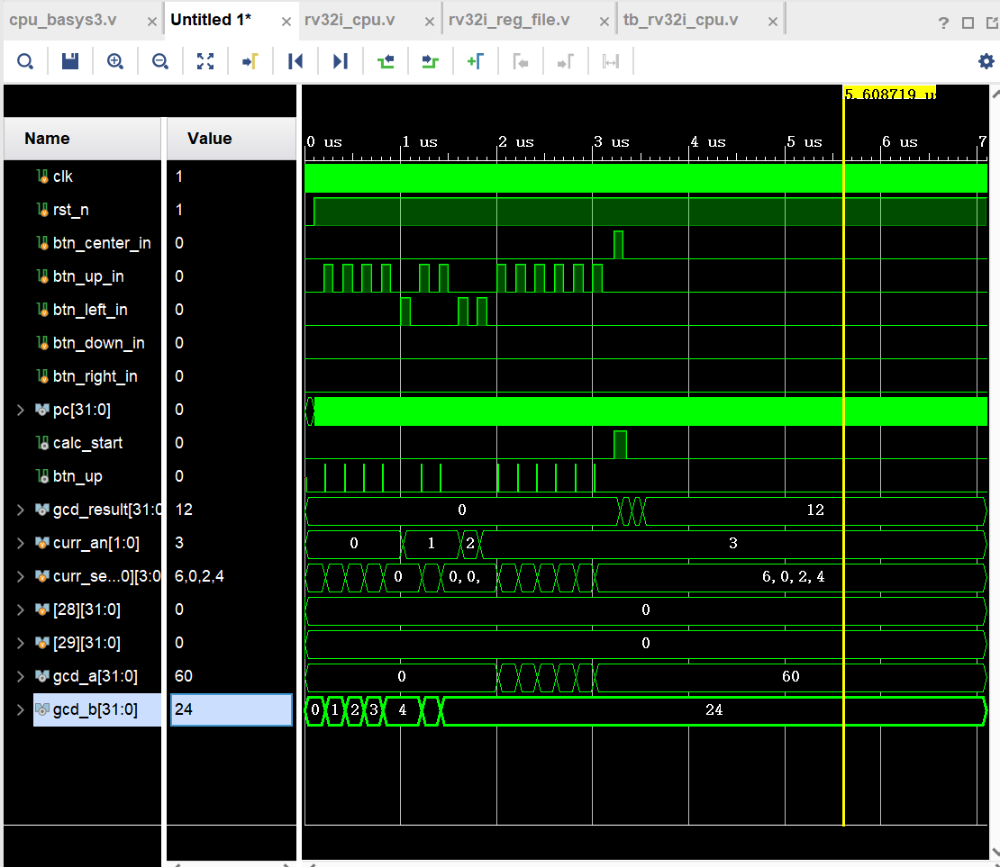 cpu_basys3.v × Untitled 1* × rv32i_cpu.v × rv32i_reg_file.v × tb_rv32i_cpu.v × ?
5.608719 u
Name Value
0 us 1 us 2 us 3 us 4 us 5 us 6 us 7
clk 1
rst_n 1
btn_center_in 0
btn_up_in 0
btn_left_in 0
btn_down_in 0
btn_right_in 0
pc[31:0] 0
calc_start 0
btn_up 0
gcd_result[31:0 12 0 12
curr_an[1:0] 3 0 1 2 3
curr_se...0][3:0 6,0,2,4 0 0,0, 6,0,2,4
[28][31:0] 0 0
[29][31:0] 0 0
gcd_a[31:0] 60 0 60
gcd_b[31:0] 24 0 1 2 3 4 24